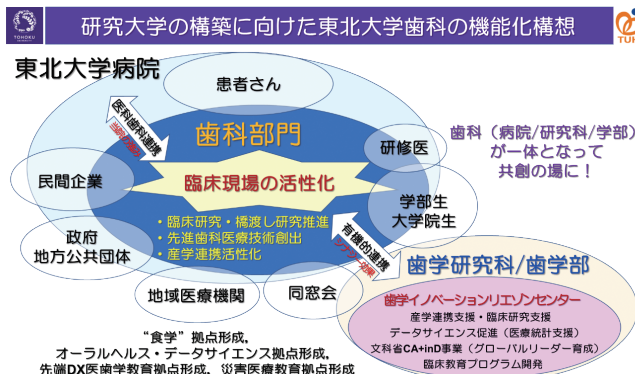 TOHOKU
研究大学の構築に向けた東北大学歯科の機能化構想
TUH
東北大学病院
患者さん
医科歯科連携
歯科部門
研修医
歯科（病院/研究科/学部）
が一体となって
共創の場に！
民間企業
臨床現場の活性化
学部生
大学院生
・臨床研究・橋渡し研究推進
・先進歯科医療技術創出
・産学連携活性化
有機的連携
シナジー効果
政府
地方公共団体
地域医療機関
同窓会
歯学研究科/歯学部
歯学イノベーションリエゾンセンター
産学連携支援・臨床研究支援
データサイエンス促進（医療統計支援）
文科省CA+inD事業（グローバルリーダー育成）
臨床教育プログラム開発
“食学”拠点形成，
オーラルヘルス・データサイエンス拠点形成，
先端DX医歯学教育拠点形成，災害医療教育拠点形成